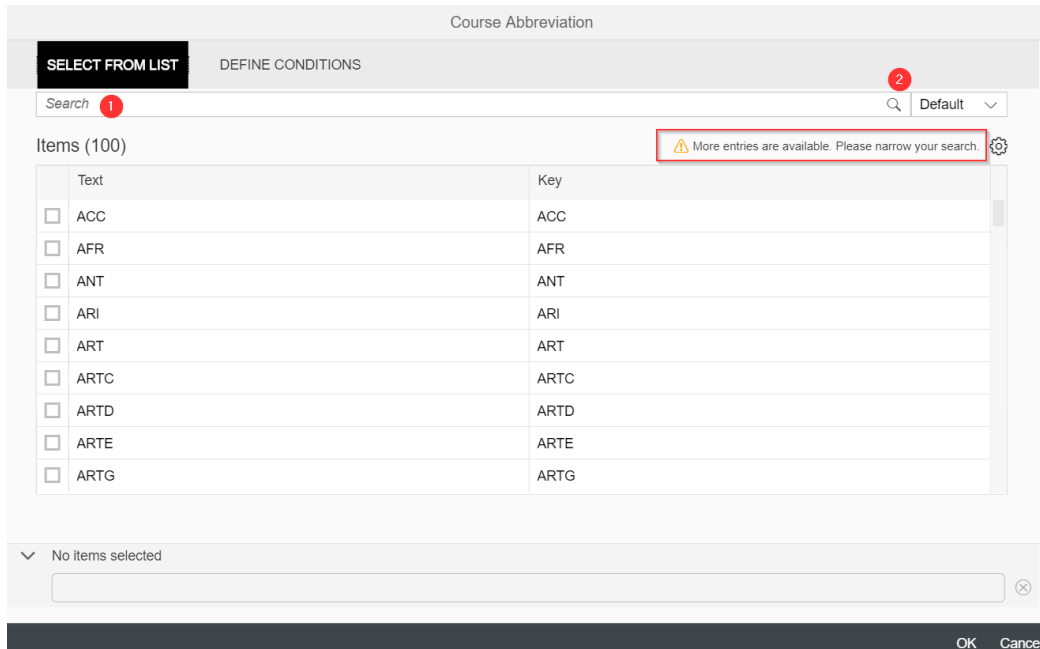 Course Abbreviation
SELECT FROM LIST DEFINE CONDITIONS
2
Search 1 Default
Items (100) More entries are available. Please narrow your search.
Text Key
ACC ACC
AFR AFR
ANT ANT
ARI ARI
ART ART
ARTC ARTC
ARTD ARTD
ARTE ARTE
ARTG ARTG
No items selected
OK Cance